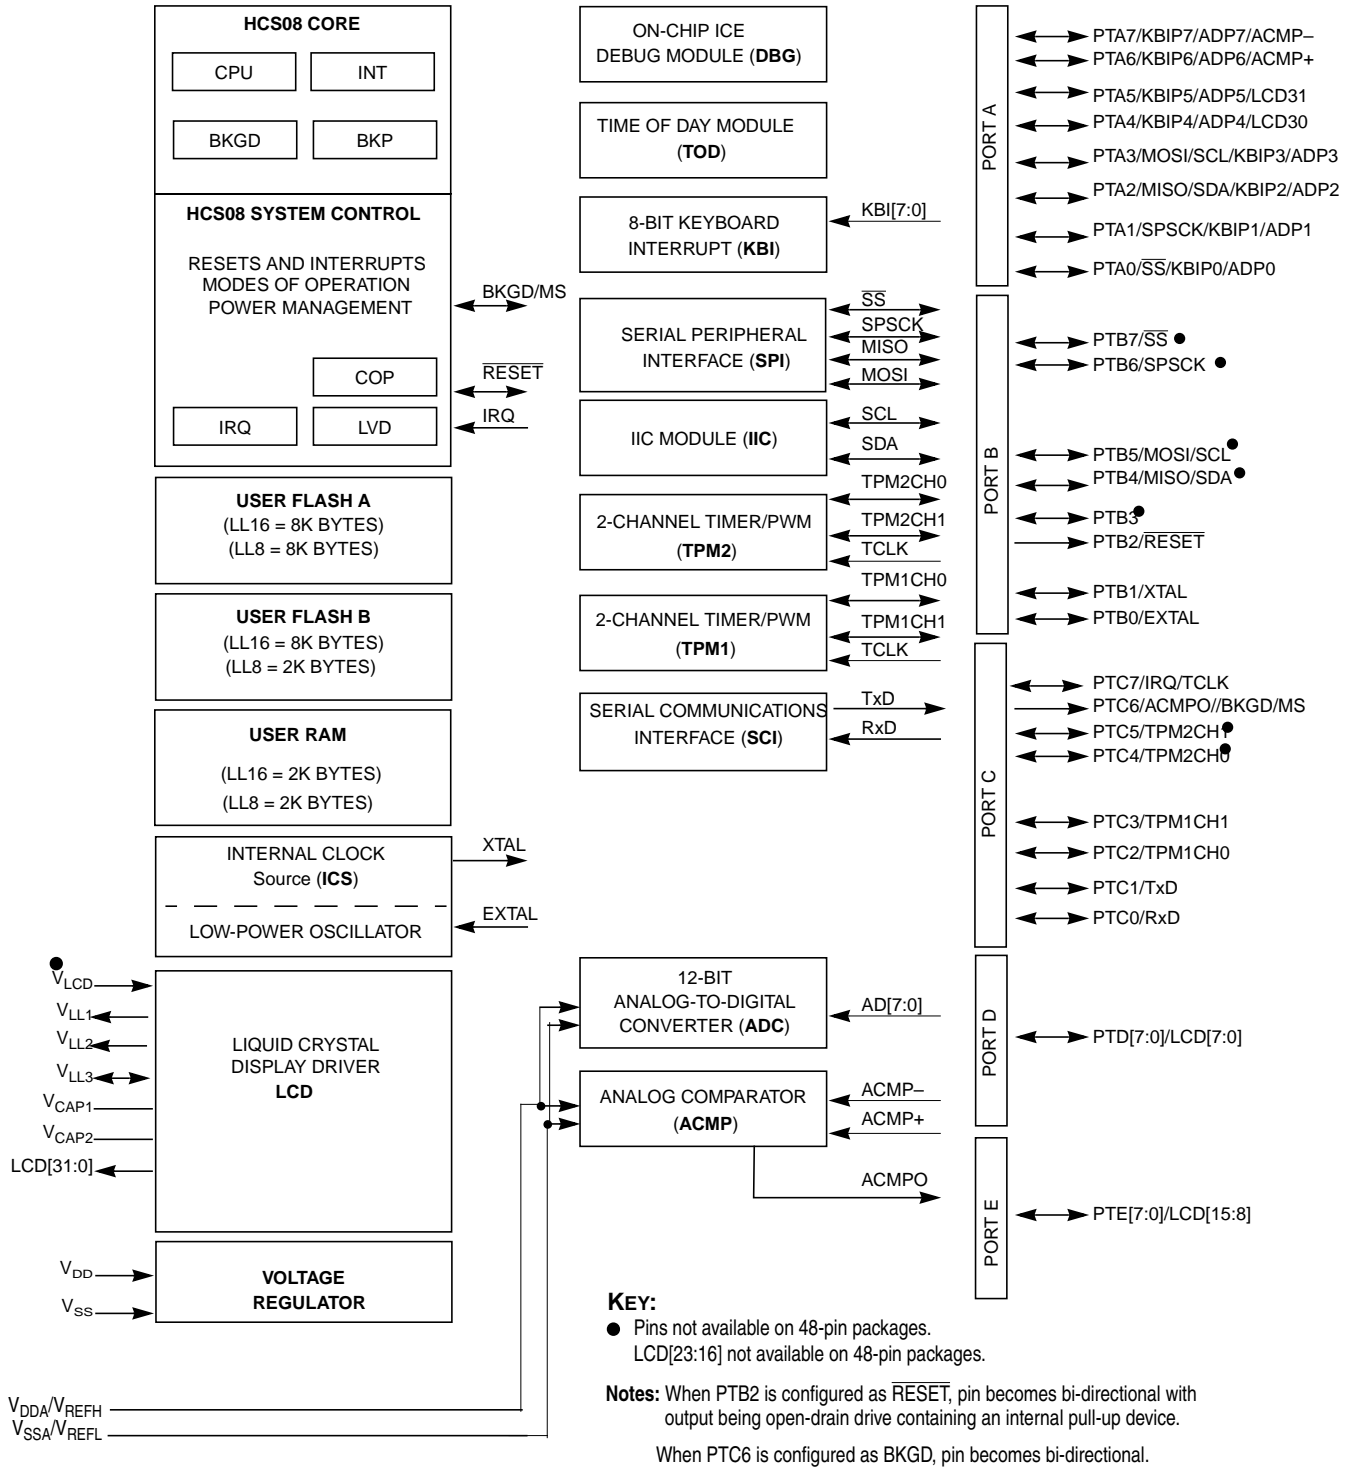 HCS08 CORE
CPU
INT
BKGD
BKP
HCS08 SYSTEM CONTROL
RESETS AND INTERRUPTS
MODES OF OPERATION
POWER MANAGEMENT
COP
IRQ
LVD
BKGD/MS
RESET
IRQ
USER FLASH A
(LL16 = 8K BYTES)
(LL8 = 8K BYTES)
USER FLASH B
(LL16 = 8K BYTES)
(LL8 = 2K BYTES)
USER RAM
(LL16 = 2K BYTES)
(LL8 = 2K BYTES)
INTERNAL CLOCK
Source (ICS)
LOW-POWER OSCILLATOR
XTAL
EXTAL
VLCD
VLL1
VLL2
VLL3
VCAP1
VCAP2
LCD[31:0]
LIQUID CRYSTAL
DISPLAY DRIVER
LCD
VDD
VSS
VOLTAGE
REGULATOR
VDDA/VREFH
VSSA/VREFL
ON-CHIP ICE
DEBUG MODULE (DBG)
TIME OF DAY MODULE
(TOD)
8-BIT KEYBOARD
INTERRUPT (KBI)
KBI[7:0]
SERIAL PERIPHERAL
INTERFACE (SPI)
SS
SPSCK
MISO
MOSI
IIC MODULE (IIC)
SCL
SDA
2-CHANNEL TIMER/PWM
(TPM2)
TPM2CH0
TPM2CH1
TCLK
2-CHANNEL TIMER/PWM
(TPM1)
TPM1CH0
TPM1CH1
TCLK
SERIAL COMMUNICATIONS
INTERFACE (SCI)
TxD
RxD
12-BIT
ANALOG-TO-DIGITAL
CONVERTER (ADC)
AD[7:0]
ANALOG COMPARATOR
(ACMP)
ACMP–
ACMP+
ACMPO
PORT A
PTA7/KBIP7/ADP7/ACMP–
PTA6/KBIP6/ADP6/ACMP+
PTA5/KBIP5/ADP5/LCD31
PTA4/KBIP4/ADP4/LCD30
PTA3/MOSI/SCL/KBIP3/ADP3
PTA2/MISO/SDA/KBIP2/ADP2
PTA1/SPSCK/KBIP1/ADP1
PTA0/SS/KBIP0/ADP0
PORT B
PTB7/SS ●
PTB6/SPSCK ●
PTB5/MOSI/SCL●
PTB4/MISO/SDA●
PTB3●
PTB2/RESET
PTB1/XTAL
PTB0/EXTAL
PORT C
PTC7/IRQ/TCLK
PTC6/ACMPO//BKGD/MS
PTC5/TPM2CH1●
PTC4/TPM2CH0●
PTC3/TPM1CH1
PTC2/TPM1CH0
PTC1/TxD
PTC0/RxD
PORT D
PTD[7:0]/LCD[7:0]
PORT E
PTE[7:0]/LCD[15:8]
KEY:
● Pins not available on 48-pin packages.
LCD[23:16] not available on 48-pin packages.
Notes: When PTB2 is configured as RESET, pin becomes bi-directional with
output being open-drain drive containing an internal pull-up device.
When PTC6 is configured as BKGD, pin becomes bi-directional.